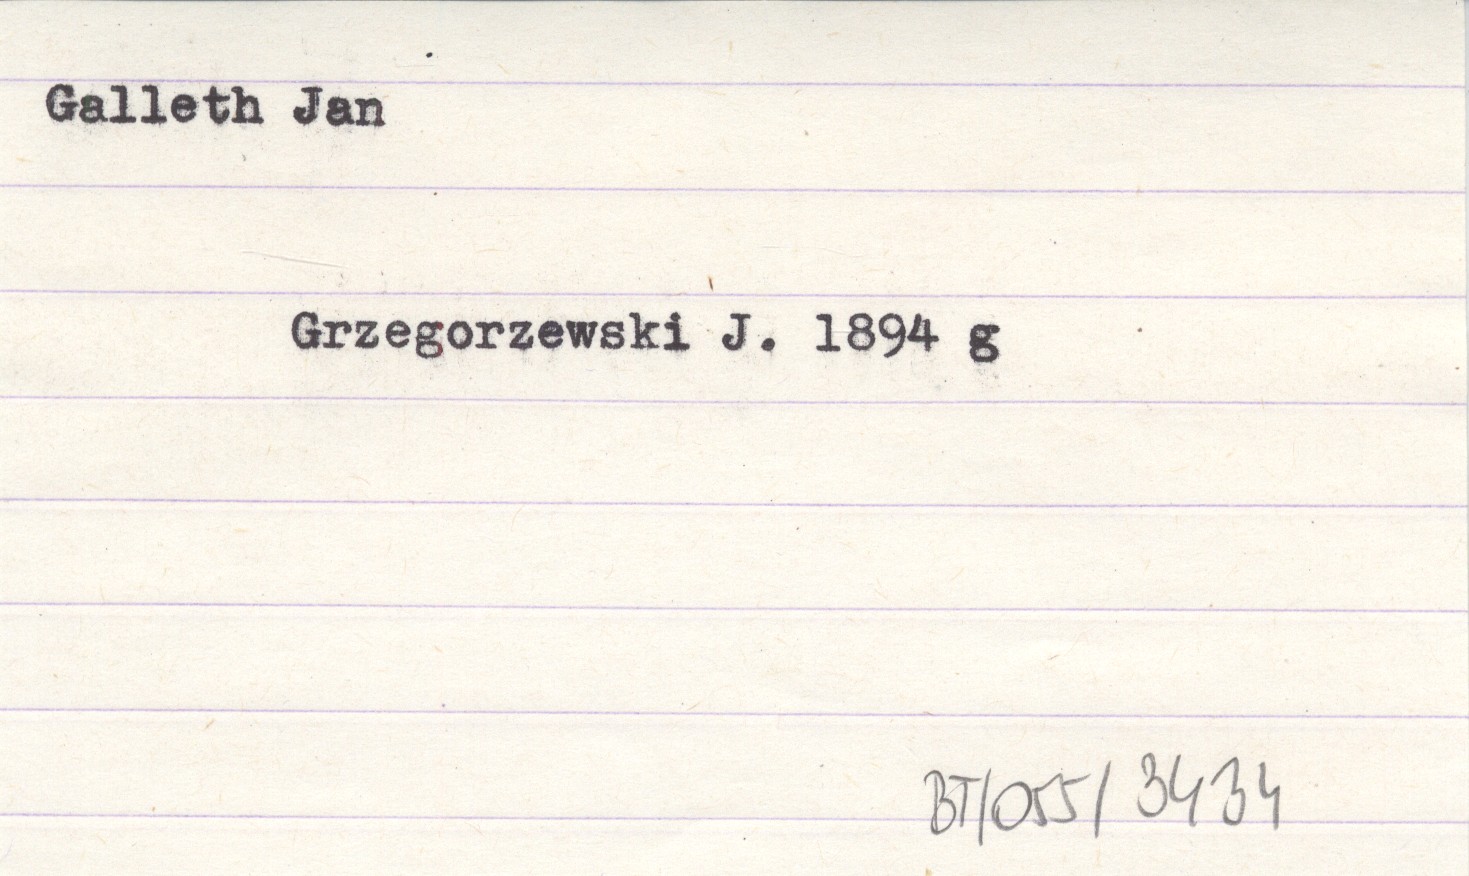 Galleth Jan
Grzegorzewski J. 1894 g
BT/055/3434